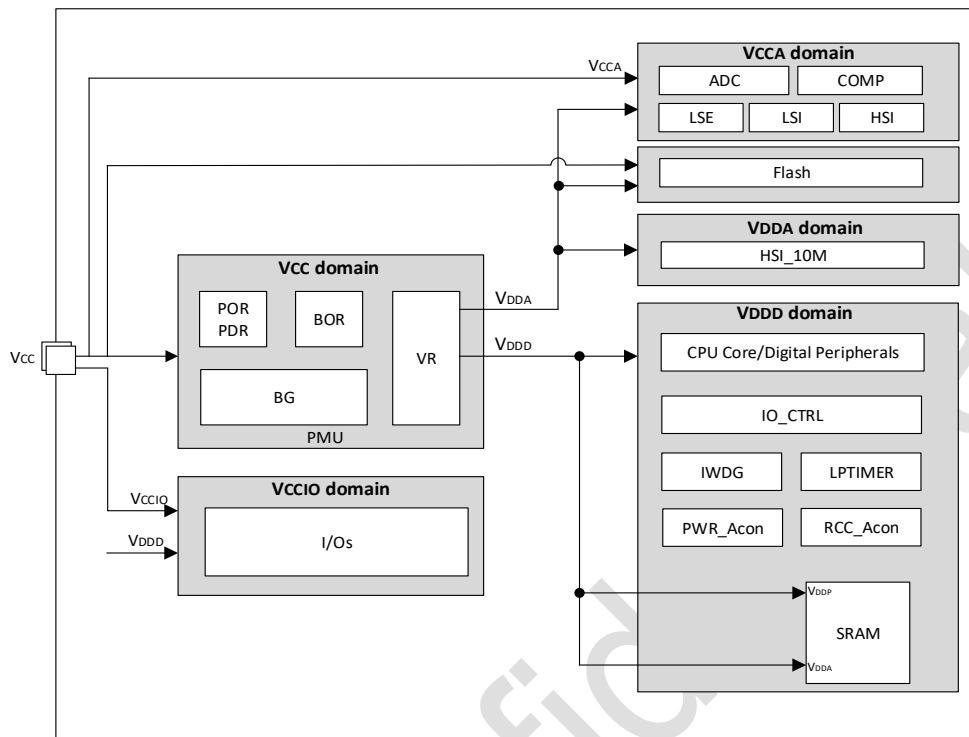 VCCA domain
VCCA
ADC
COMP
LSE
LSI
HSI
Flash
VDDA domain
HSI_10M
VCC domain
POR
PDR
BOR
VR
BG
PMU
VDDA
VDDD
VCC
VDDD domain
CPU Core/Digital Peripherals
IO_CTRL
IWDG
LPTIMER
PWR_Acon
RCC_Acon
VDDP
SRAM
VDDA
VCCIO domain
VCCIO
VDDD
I/Os